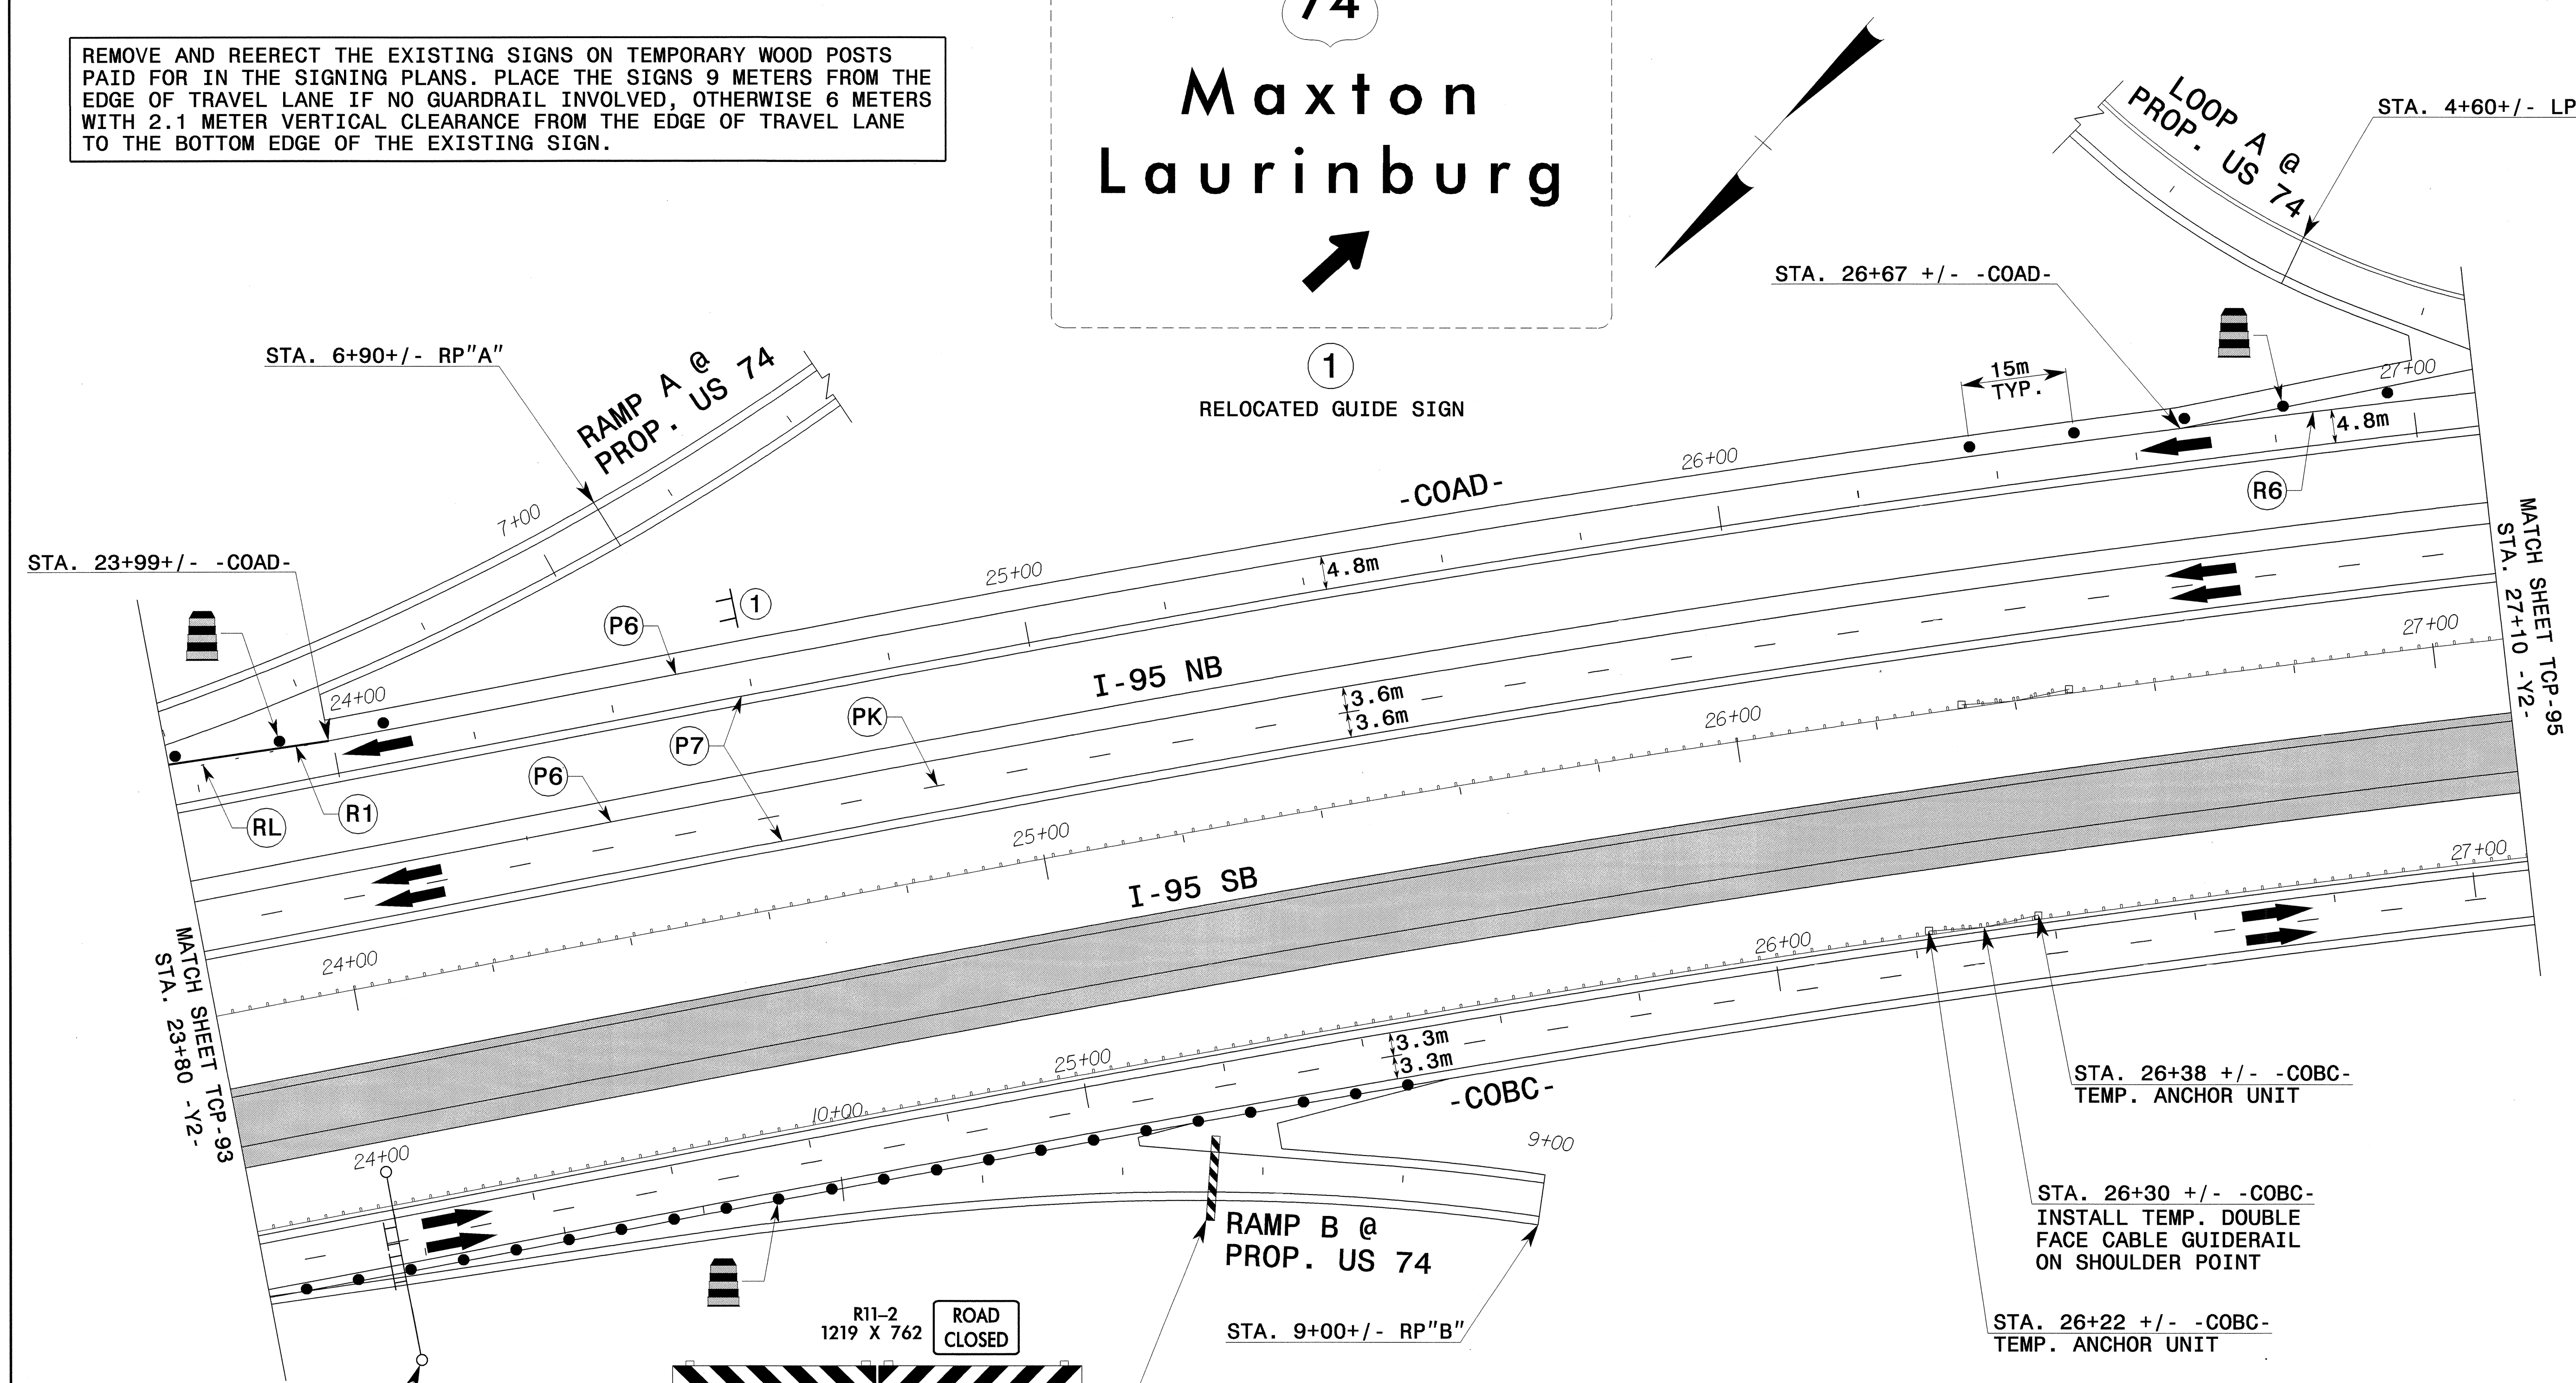 REMOVE AND REERECT THE EXISTING SIGNS ON TEMPORARY WOOD POSTS
PAID FOR IN THE SIGNING PLANS. PLACE THE SIGNS 9 METERS FROM THE
EDGE OF TRAVEL LANE IF NO GUARDRAIL INVOLVED, OTHERWISE 6 METERS
WITH 2.1 METER VERTICAL CLEARANCE FROM THE EDGE OF TRAVEL LANE
TO THE BOTTOM EDGE OF THE EXISTING SIGN.
74
Maxton
Laurinburg
1
RELOCATED GUIDE SIGN
LOOP A @
PROP. US 74
STA. 4+60+/- LP
STA. 26+67 +/- -COAD-
STA. 6+90+/- RP"A"
RAMP A @
PROP. US 74
15m
TYP.
27+00
4.8m
R6
26+00
-COAD-
7+00
STA. 23+99+/- -COAD-
25+00
4.8m
1
P6
24+00
I-95 NB
3.6m
3.6m
PK
P7
P6
R1
RL
MATCH SHEET TCP-95
STA. 27+10 -Y2-
27+00
26+00
25+00
24+00
I-95 SB
MATCH SHEET TCP-93
STA. 23+80 -Y2-
27+00
26+00
25+00
3.3m
3.3m
-COBC-
10+00
9+00
24+00
STA. 26+38 +/- -COBC-
TEMP. ANCHOR UNIT
STA. 26+30 +/- -COBC-
INSTALL TEMP. DOUBLE
FACE CABLE GUIDERAIL
ON SHOULDER POINT
STA. 26+22 +/- -COBC-
TEMP. ANCHOR UNIT
RAMP B @
PROP. US 74
STA. 9+00+/- RP"B"
R11-2
1219 X 762
ROAD
CLOSED